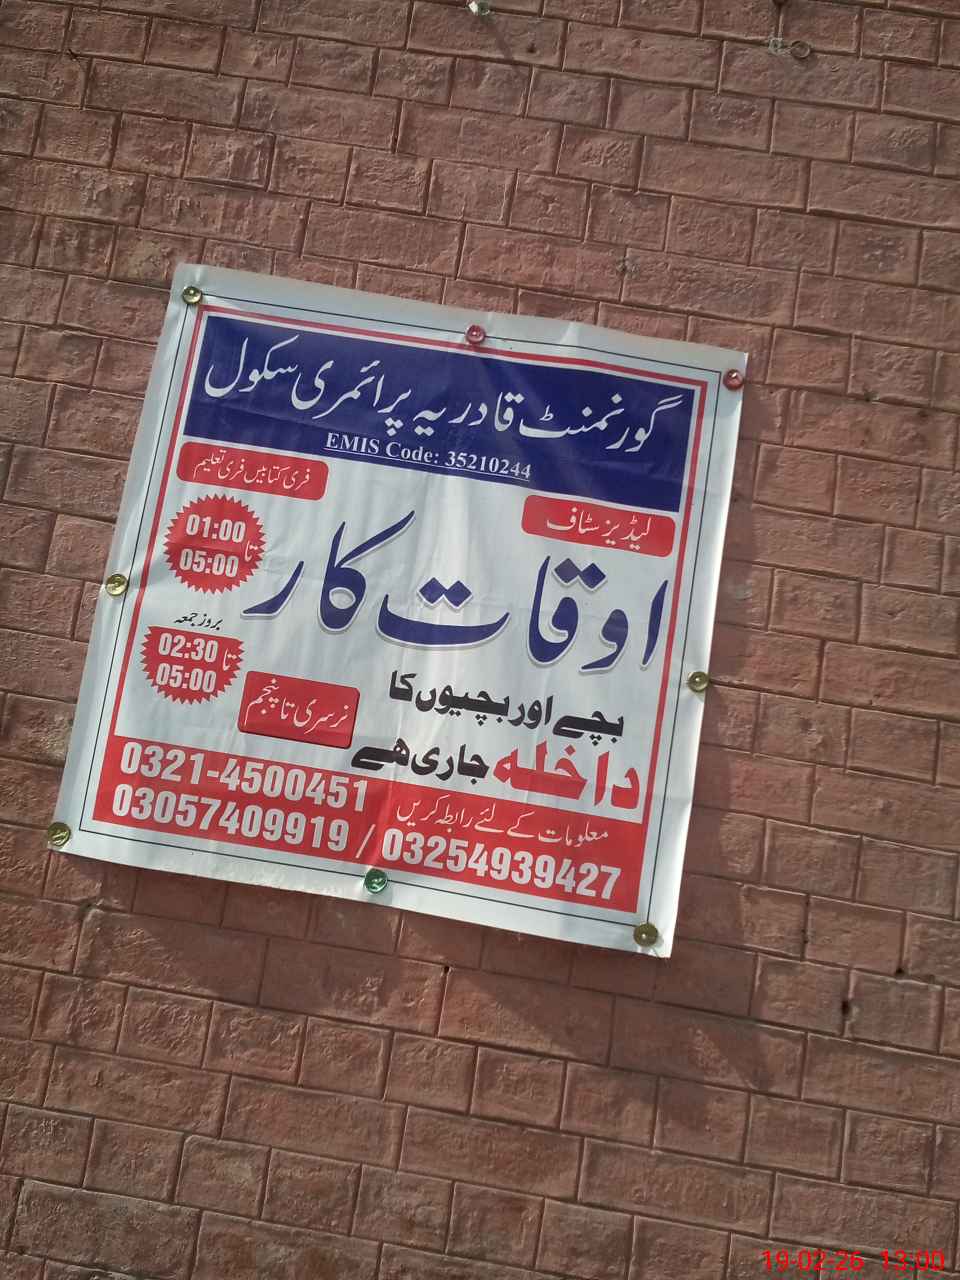 گورنمنٹ قادریہ پرائمری سکول
EMIS Code: 35210244
فری کتابیں فری تعلیم
لیڈیز سٹاف
01:00 تا 05:00
اوقات کار
بروز جمعہ
02:30 تا 05:00
بچے اور بچیوں کا
نرسری تا پنجم
داخلہ جاری ھے
0321-4500451
معلومات کے لئے رابطہ کریں
03057409919 / 03254939427
19-02-26 13:00